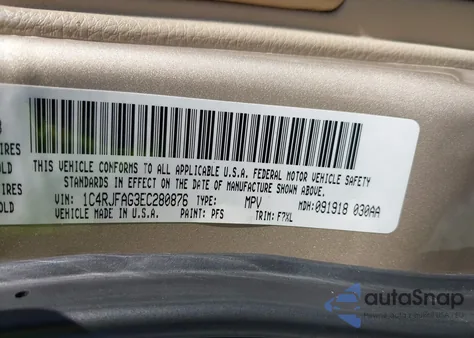 3
IRES
OLD
IRES
OLD
THIS VEHICLE CONFORMS TO ALL APPLICABLE U.S.A. FEDERAL MOTOR VEHICLE SAFETY
STANDARDS IN EFFECT ON THE DATE OF MANUFACTURE SHOWN ABOVE.
VIN: 1C4RJFAG3EC280876 TYPE: MPV MDH: 091918 030AA
VEHICLE MADE IN U.S.A. PAINT: PFS TRIM: F7XL
autoSnap